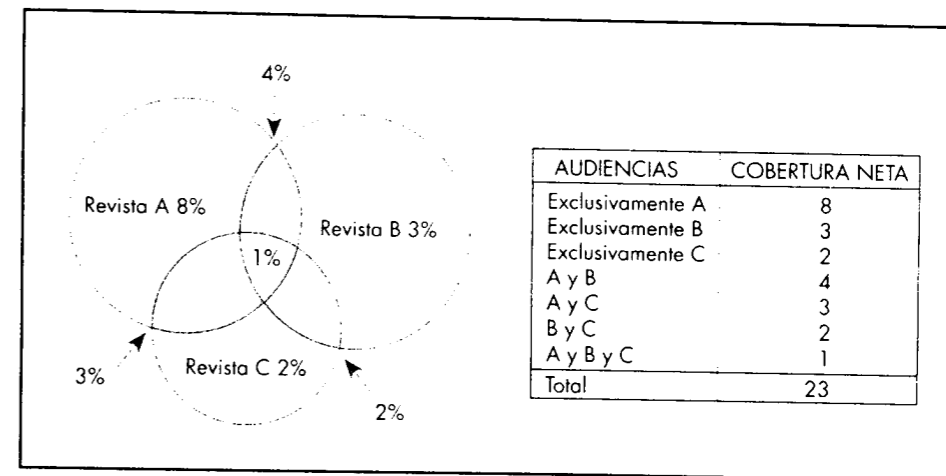 4%
Revista A 8%
Revista B 3%
1%
Revista C 2%
3%
2%
AUDIENCIAS COBERTURA NETA
Exclusivamente A 8
Exclusivamente B 3
Exclusivamente C 2
A y B 4
A y C 3
B y C 2
A y B y C 1
Total 23